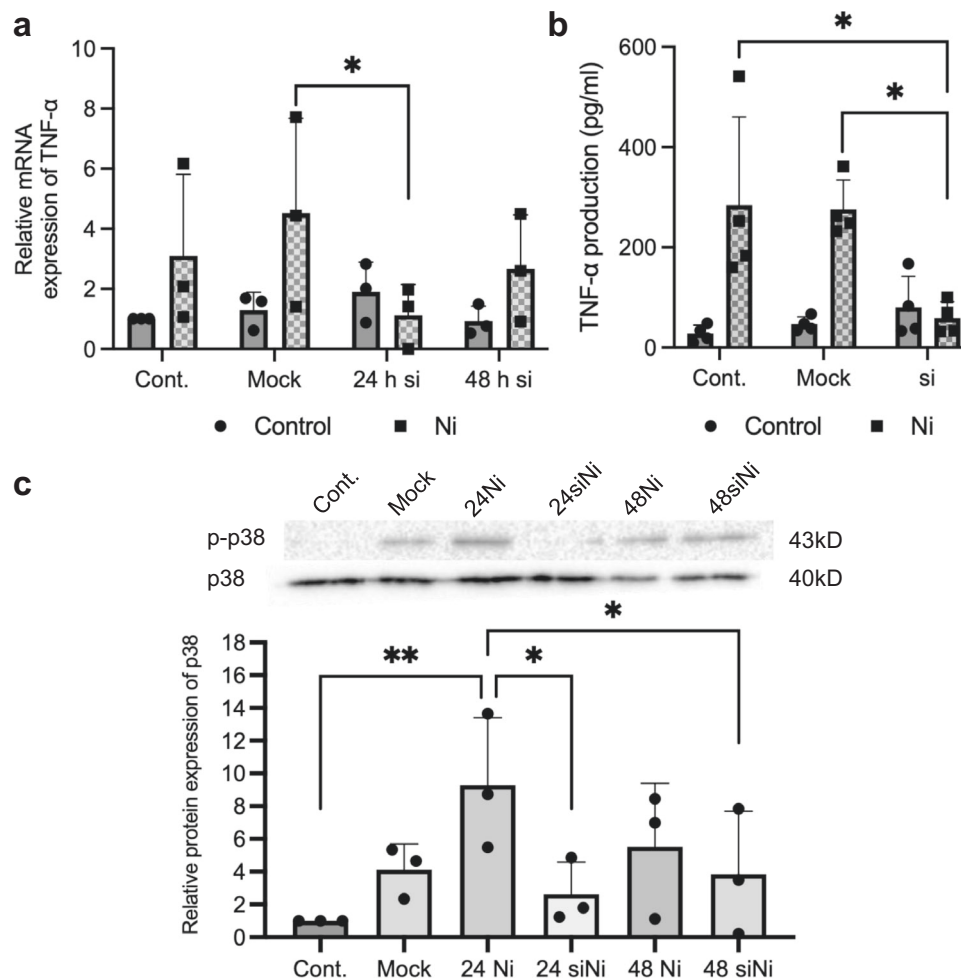 a
Relative mRNA
expression of TNF-α
10
8
6
4
2
0
*
Cont. Mock 24 h si 48 h si
● Control ■ Ni
b
TNF-α production (pg/ml)
600
400
200
0
*
*
Cont. Mock si
● Control ■ Ni
c
Cont. Mock 24Ni 24siNi 48Ni 48siNi
p-p38 43kD
p38 40kD
Relative protein expression of p38
18
16
14
12
10
8
6
4
2
0
*
** *
Cont. Mock 24 Ni 24 siNi 48 Ni 48 siNi